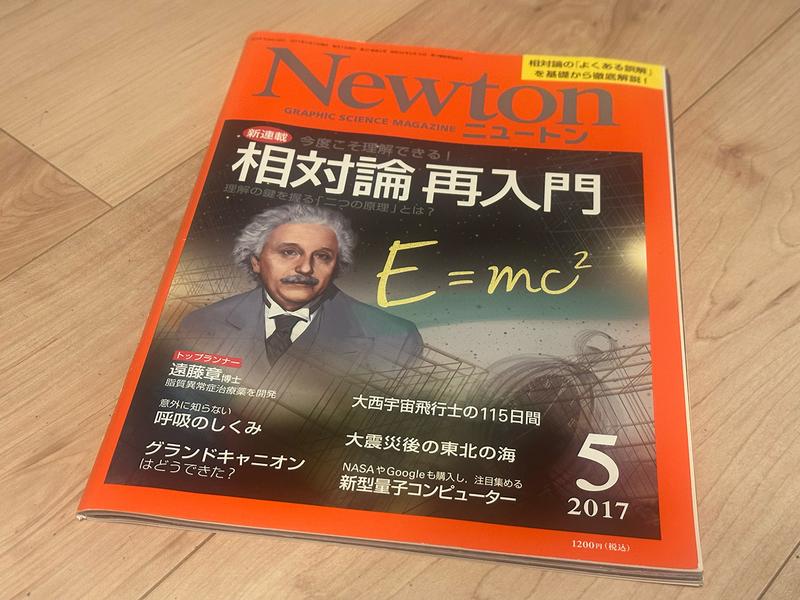 相対論の「よくある誤解」
を基礎から徹底解説!
Newton
GRAPHIC SCIENCE MAGAZINE ニュートン
新連載 今度こそ理解できる!
相対論 再入門
理解の鍵を握る「二つの原理」とは?
E=mc²
トップランナー
遠藤章博士
脂質異常症治療薬を開発
意外に知らない
呼吸のしくみ
グランドキャニオン
はどうできた?
大西宇宙飛行士の115日間
大震災後の東北の海
NASAやGoogleも購入し,注目集める
新型量子コンピューター
5
2017
1200円(税込)